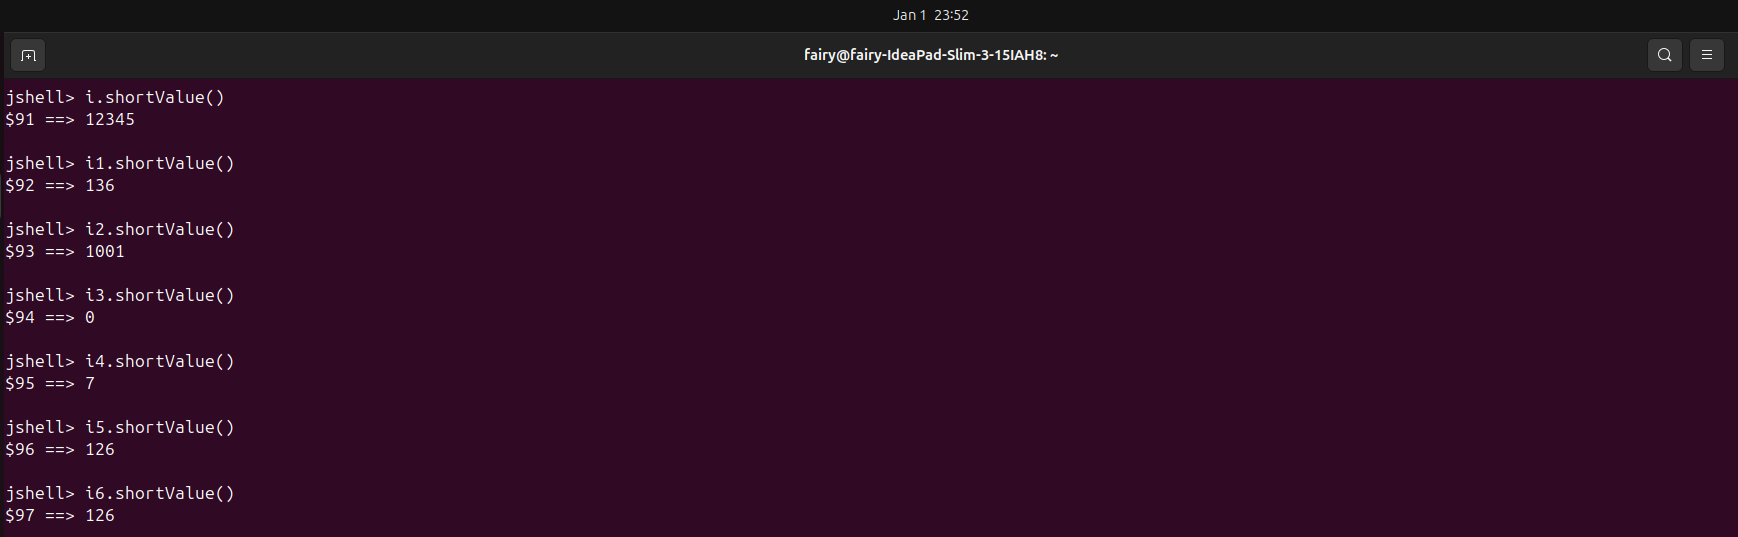 Jan 1 23:52
fairy@fairy-IdeaPad-Slim-3-15IAH8: ~
jshell> i.shortValue()
$91 ==> 12345
jshell> i1.shortValue()
$92 ==> 136
jshell> i2.shortValue()
$93 ==> 1001
jshell> i3.shortValue()
$94 ==> 0
jshell> i4.shortValue()
$95 ==> 7
jshell> i5.shortValue()
$96 ==> 126
jshell> i6.shortValue()
$97 ==> 126